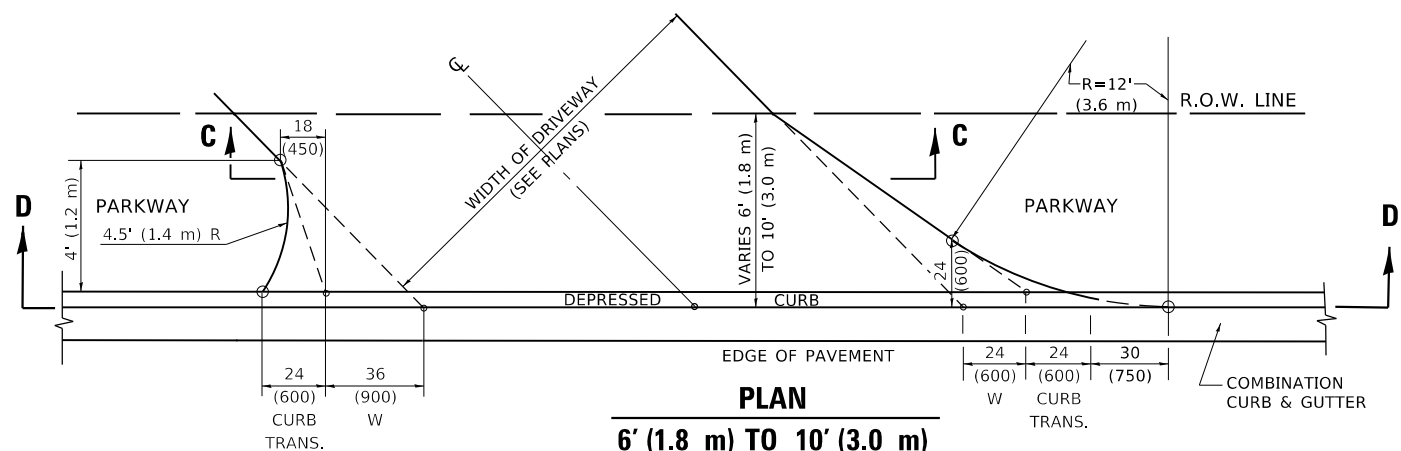 ℄
R=12'
(3.6 m)
R.O.W. LINE
WIDTH OF DRIVEWAY
(SEE PLANS)
18
(450)
C
C
VARIES 6' (1.8 m)
TO 10' (3.0 m)
4' (1.2 m)
PARKWAY
4.5' (1.4 m) R
PARKWAY
D
D
24
(600)
DEPRESSED CURB
EDGE OF PAVEMENT
24
(600)
CURB
TRANS.
36
(900)
W
24
(600)
W
24
(600)
CURB
TRANS.
30
(750)
COMBINATION
CURB & GUTTER
PLAN
6' (1.8 m) TO 10' (3.0 m)